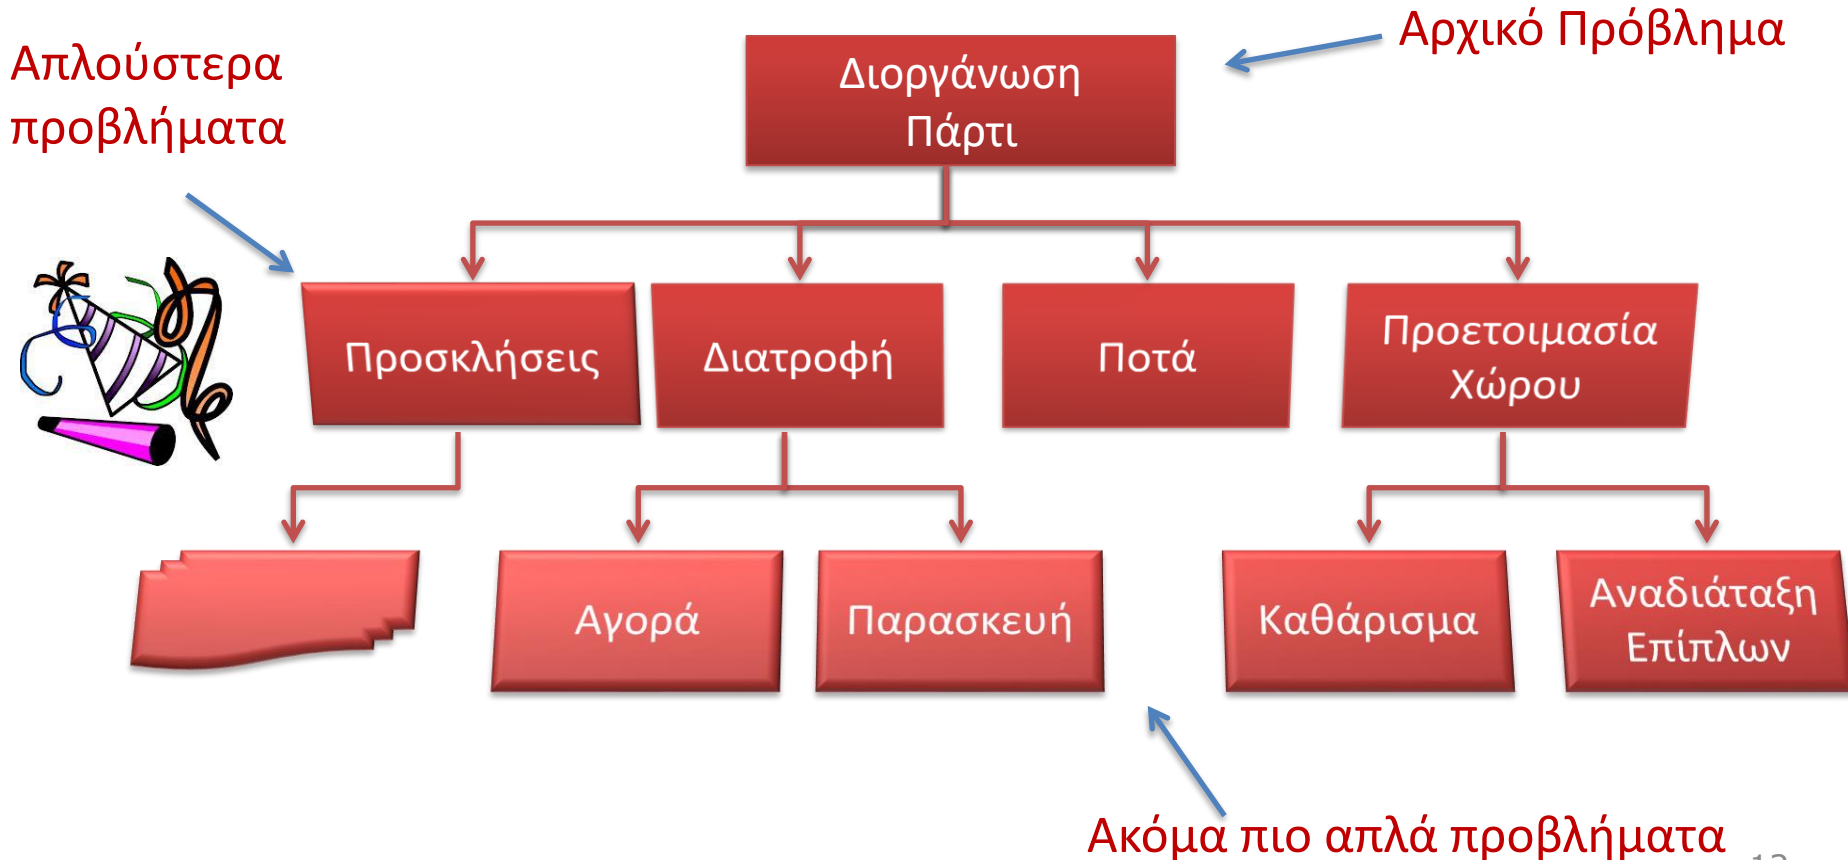 Αρχικό Πρόβλημα
Απλούστερα
προβλήματα
Διοργάνωση
Πάρτι
Προσκλήσεις
Διατροφή
Ποτά
Προετοιμασία
Χώρου
Αγορά
Παρασκευή
Καθάρισμα
Αναδιάταξη
Επίπλων
Ακόμα πιο απλά προβλήματα